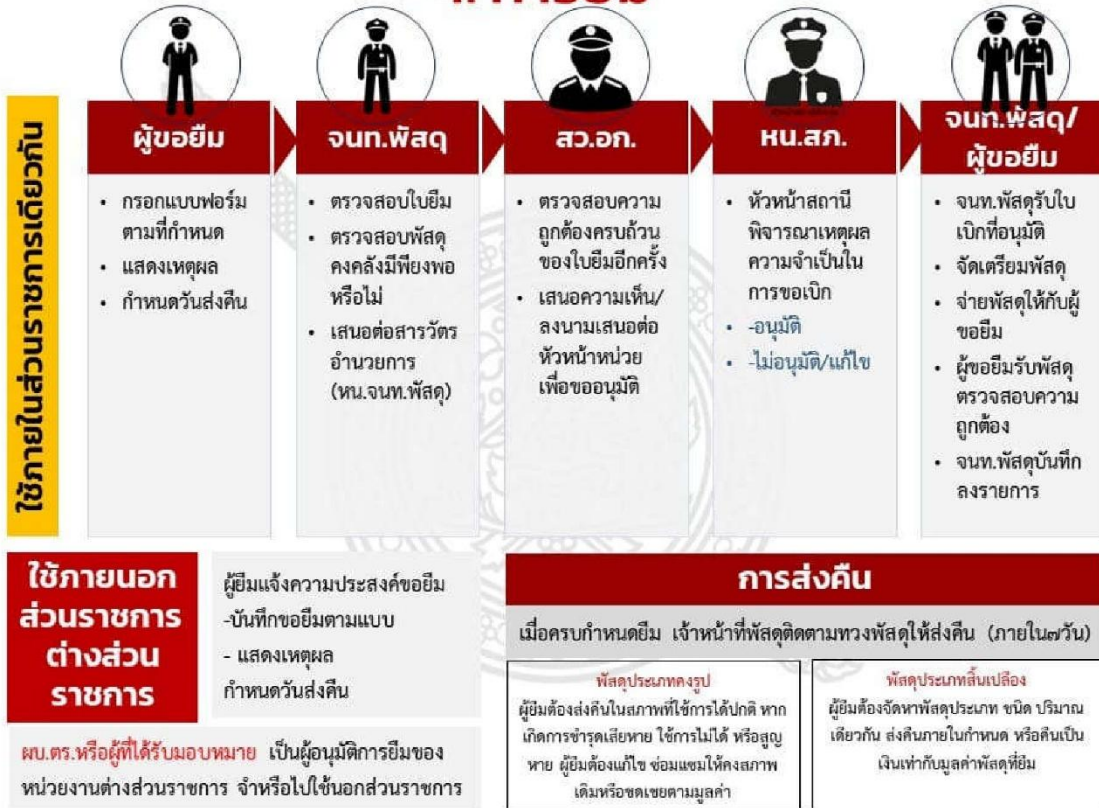 การยืม
ใช้ภายในส่วนราชการเดียวกัน
ผู้ขอยืม
• กรอกแบบฟอร์ม
ตามที่กำหนด
• แสดงเหตุผล
• กำหนดวันส่งคืน
จนท.พัสดุ
• ตรวจสอบใบยืม
• ตรวจสอบพัสดุ
คงคลังมีพียงพอ
หรือไม่
• เสนอต่อสารวัตร
อำนวยการ
(หน.จนท.พัสดุ)
สว.อก.
• ตรวจสอบความ
ถูกต้องครบถ้วน
ของใบยืมอีกครั้ง
• เสนอความเห็น/
ลงนามเสนอต่อ
หัวหน้าหน่วย
เพื่อขออนุมัติ
หน.สภ.
• หัวหน้าสถานี
พิจารณาเหตุผล
ความจำเป็นใน
การขอเบิก
• -อนุมัติ
• -ไม่อนุมัติ/แก้ไข
จนท.พัสดุ/
ผู้ขอยืม
• จนท.พัสดุรับใบ
เบิกที่อนุมัติ
• จัดเตรียมพัสดุ
• จ่ายพัสดุให้กับผู้
ขอยืม
• ผู้ขอยืมรับพัสดุ
ตรวจสอบความ
ถูกต้อง
• จนท.พัสดุบันทึก
ลงรายการ
ใช้ภายนอก
ส่วนราชการ
ต่างส่วน
ราชการ
ผู้ยืมแจ้งความประสงค์ขอยืม
-บันทึกขอยืมตามแบบ
- แสดงเหตุผล
กำหนดวันส่งคืน
ผบ.ตร.หรือผู้ที่ได้รับมอบหมาย เป็นผู้อนุมัติการยืมของ
หน่วยงานต่างส่วนราชการ จำหรือไปใช้นอกส่วนราชการ
การส่งคืน
เมื่อครบกำหนดยืม เจ้าหน้าที่พัสดุติดตามทวงพัสดุให้ส่งคืน (ภายใน๗วัน)
พัสดุประเภทคงรูป
ผู้ยืมต้องส่งคืนในสภาพที่ใช้การได้ปกติ หาก
เกิดการชำรุดเสียหาย ใช้การไม่ได้ หรือสูญ
หาย ผู้ยืมต้องแก้ไข ซ่อมแซมให้คงสภาพ
เดิมหรือชดเชยตามมูลค่า
พัสดุประเภทสิ้นเปลือง
ผู้ยืมต้องจัดหาพัสดุประเภท ชนิด ปริมาณ
เดียวกัน ส่งคืนภายในกำหนด หรือคืนเป็น
เงินเท่ากับมูลค่าพัสดุที่ยืม